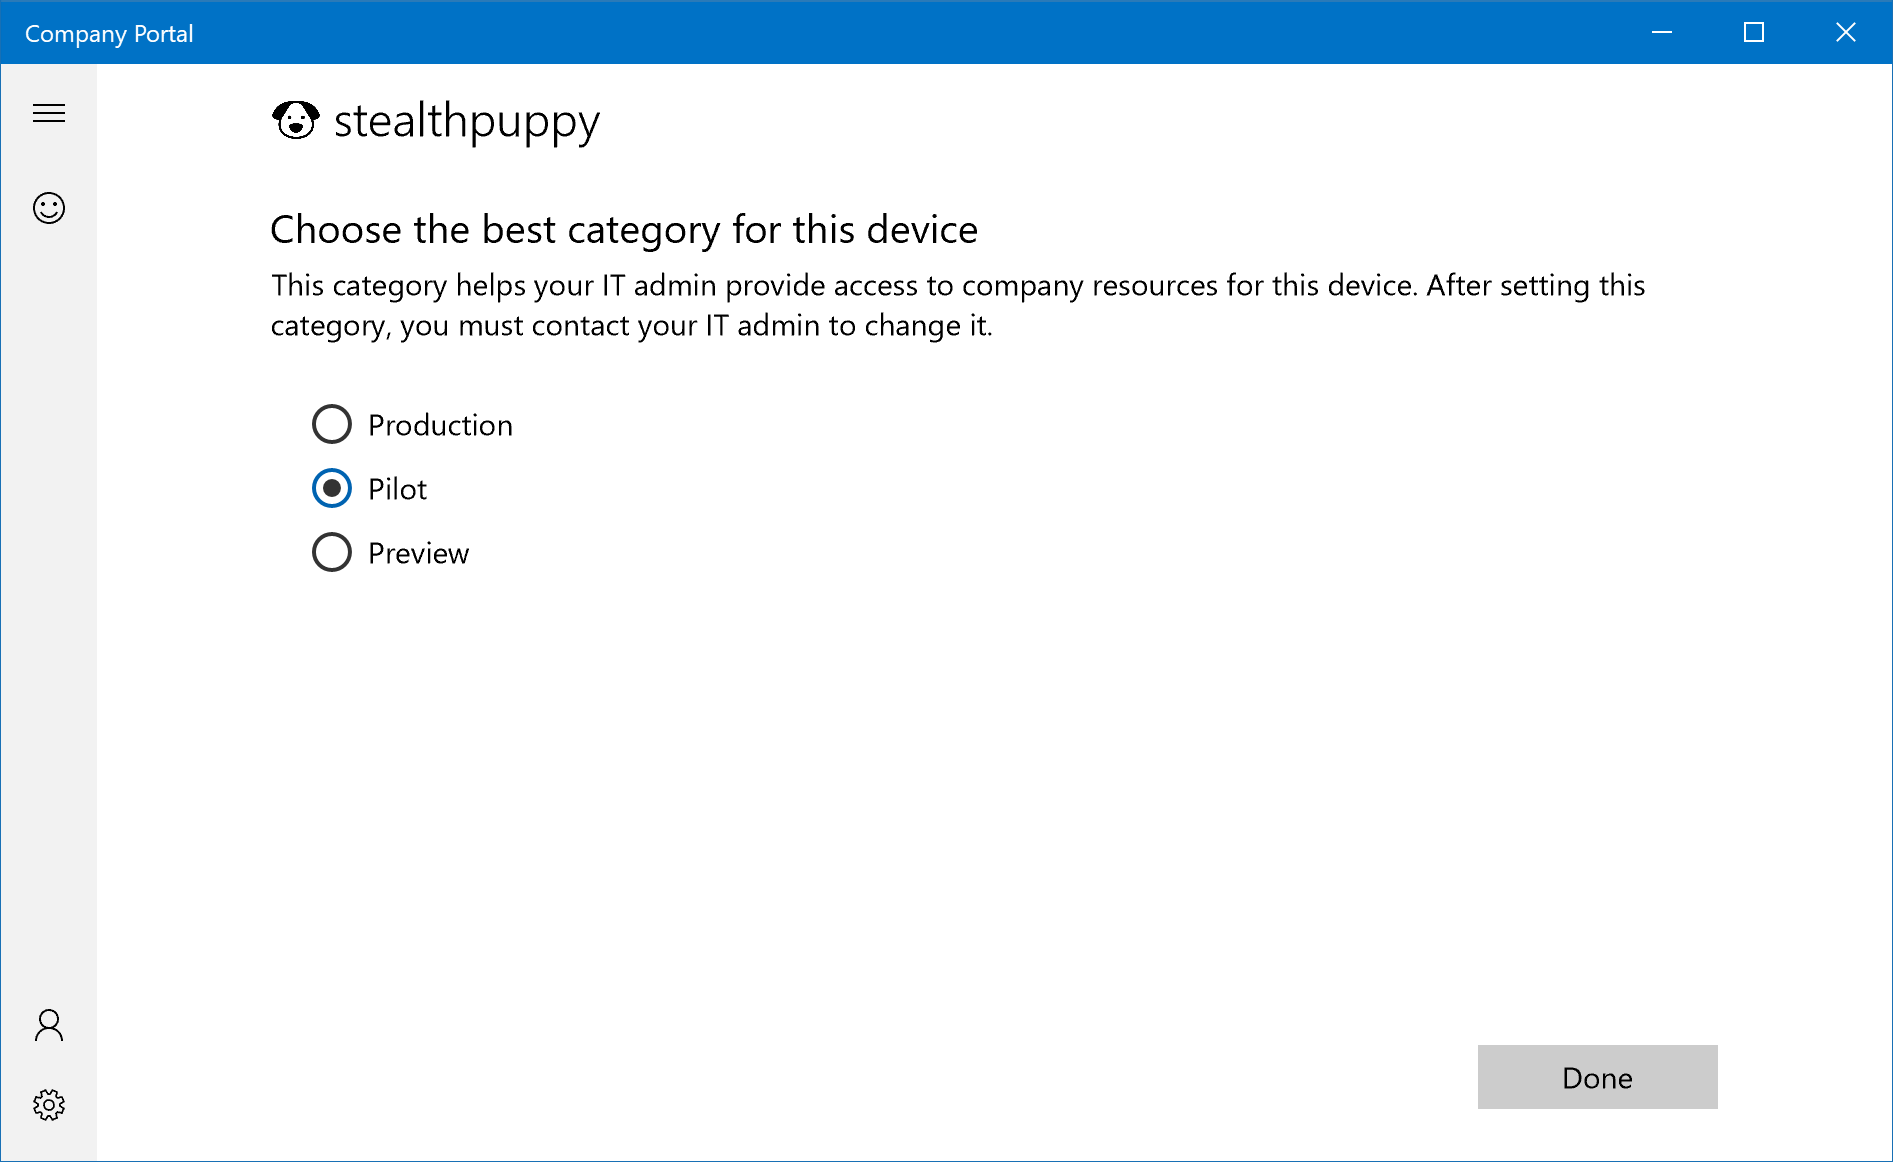 Company Portal
stealthpuppy
Choose the best category for this device
This category helps your IT admin provide access to company resources for this device. After setting this
category, you must contact your IT admin to change it.
Production
Pilot
Preview
Done